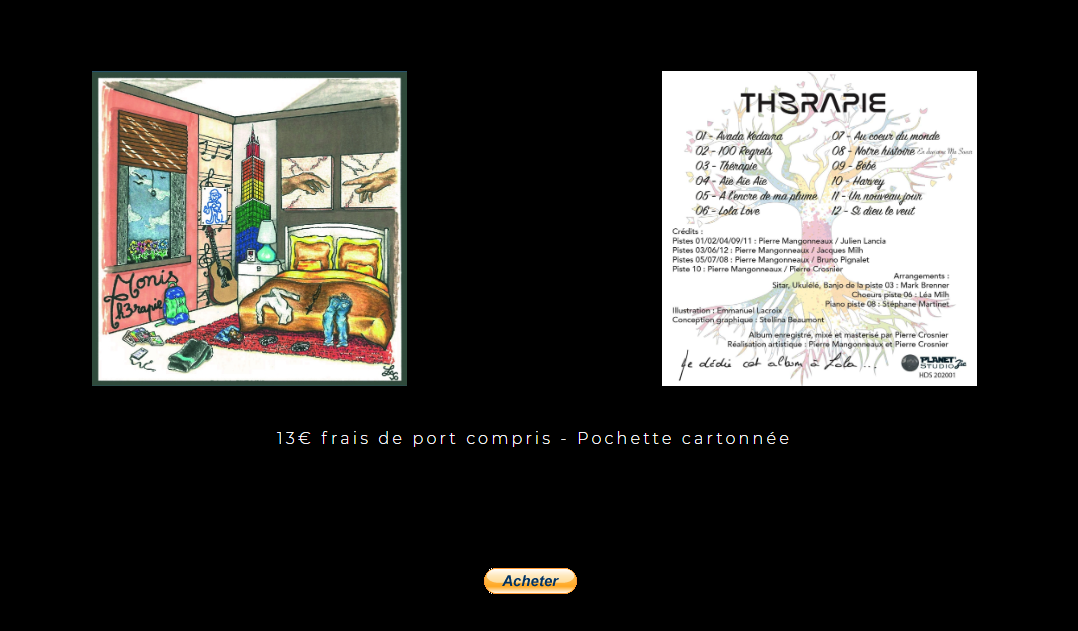 Monis
Th3rapie
TH3RAPIE
01 - Avada Kedavra
02 - 100 Regrets
03 - Thérapie
04 - Aïe Aïe Aïe
05 - A l'encre de ma plume
06 - Lola Love
07 - Au coeur du monde
08 - Notre histoire En duo avec Ma Soeur
09 - Bébé
10 - Harvey
11 - Un nouveau jour
12 - Si dieu le veut
Crédits :
Pistes 01/02/04/09/11 : Pierre Mangonneaux / Julien Lancia
Pistes 03/06/12 : Pierre Mangonneaux / Jacques Milh
Pistes 05/07/08 : Pierre Mangonneaux / Bruno Pignalet
Piste 10 : Pierre Mangonneaux / Pierre Crosnier
Arrangements :
Sitar, Ukulélé, Banjo de la piste 03 : Mark Brenner
Choeurs piste 06 : Léa Milh
Piano piste 08 : Stéphane Martinet
Illustration : Emmanuel Lacroix
Conception graphique : Stellina Beaumont
Album enregistré, mixé et masterisé par Pierre Crosnier
Réalisation artistique : Pierre Mangonneaux et Pierre Crosnier
Je dédie cet album à Lola ...
PLANET
STUDIO Zic
HDS 202001
13€ frais de port compris - Pochette cartonnée
Acheter